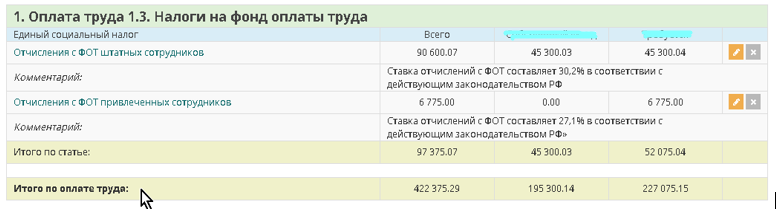 1. Оплата труда 1.3. Налоги на фонд оплаты труда
Единый социальный налог Всего
Отчисления с ФОТ штатных сотрудников 90 600.07 45 300.03 45 300.04
Комментарий: Ставка отчислений с ФОТ составляет 30,2% в соответствии с
действующим законодательством РФ
Отчисления с ФОТ привлеченных сотрудников 6 775.00 0.00 6 775.00
Комментарий: Ставка отчислений с ФОТ составляет 27,1% в соответствии с
действующим законодательством РФ»
Итого по статье: 97 375.07 45 300.03 52 075.04
Итого по оплате труда: 422 375.29 195 300.14 227 075.15